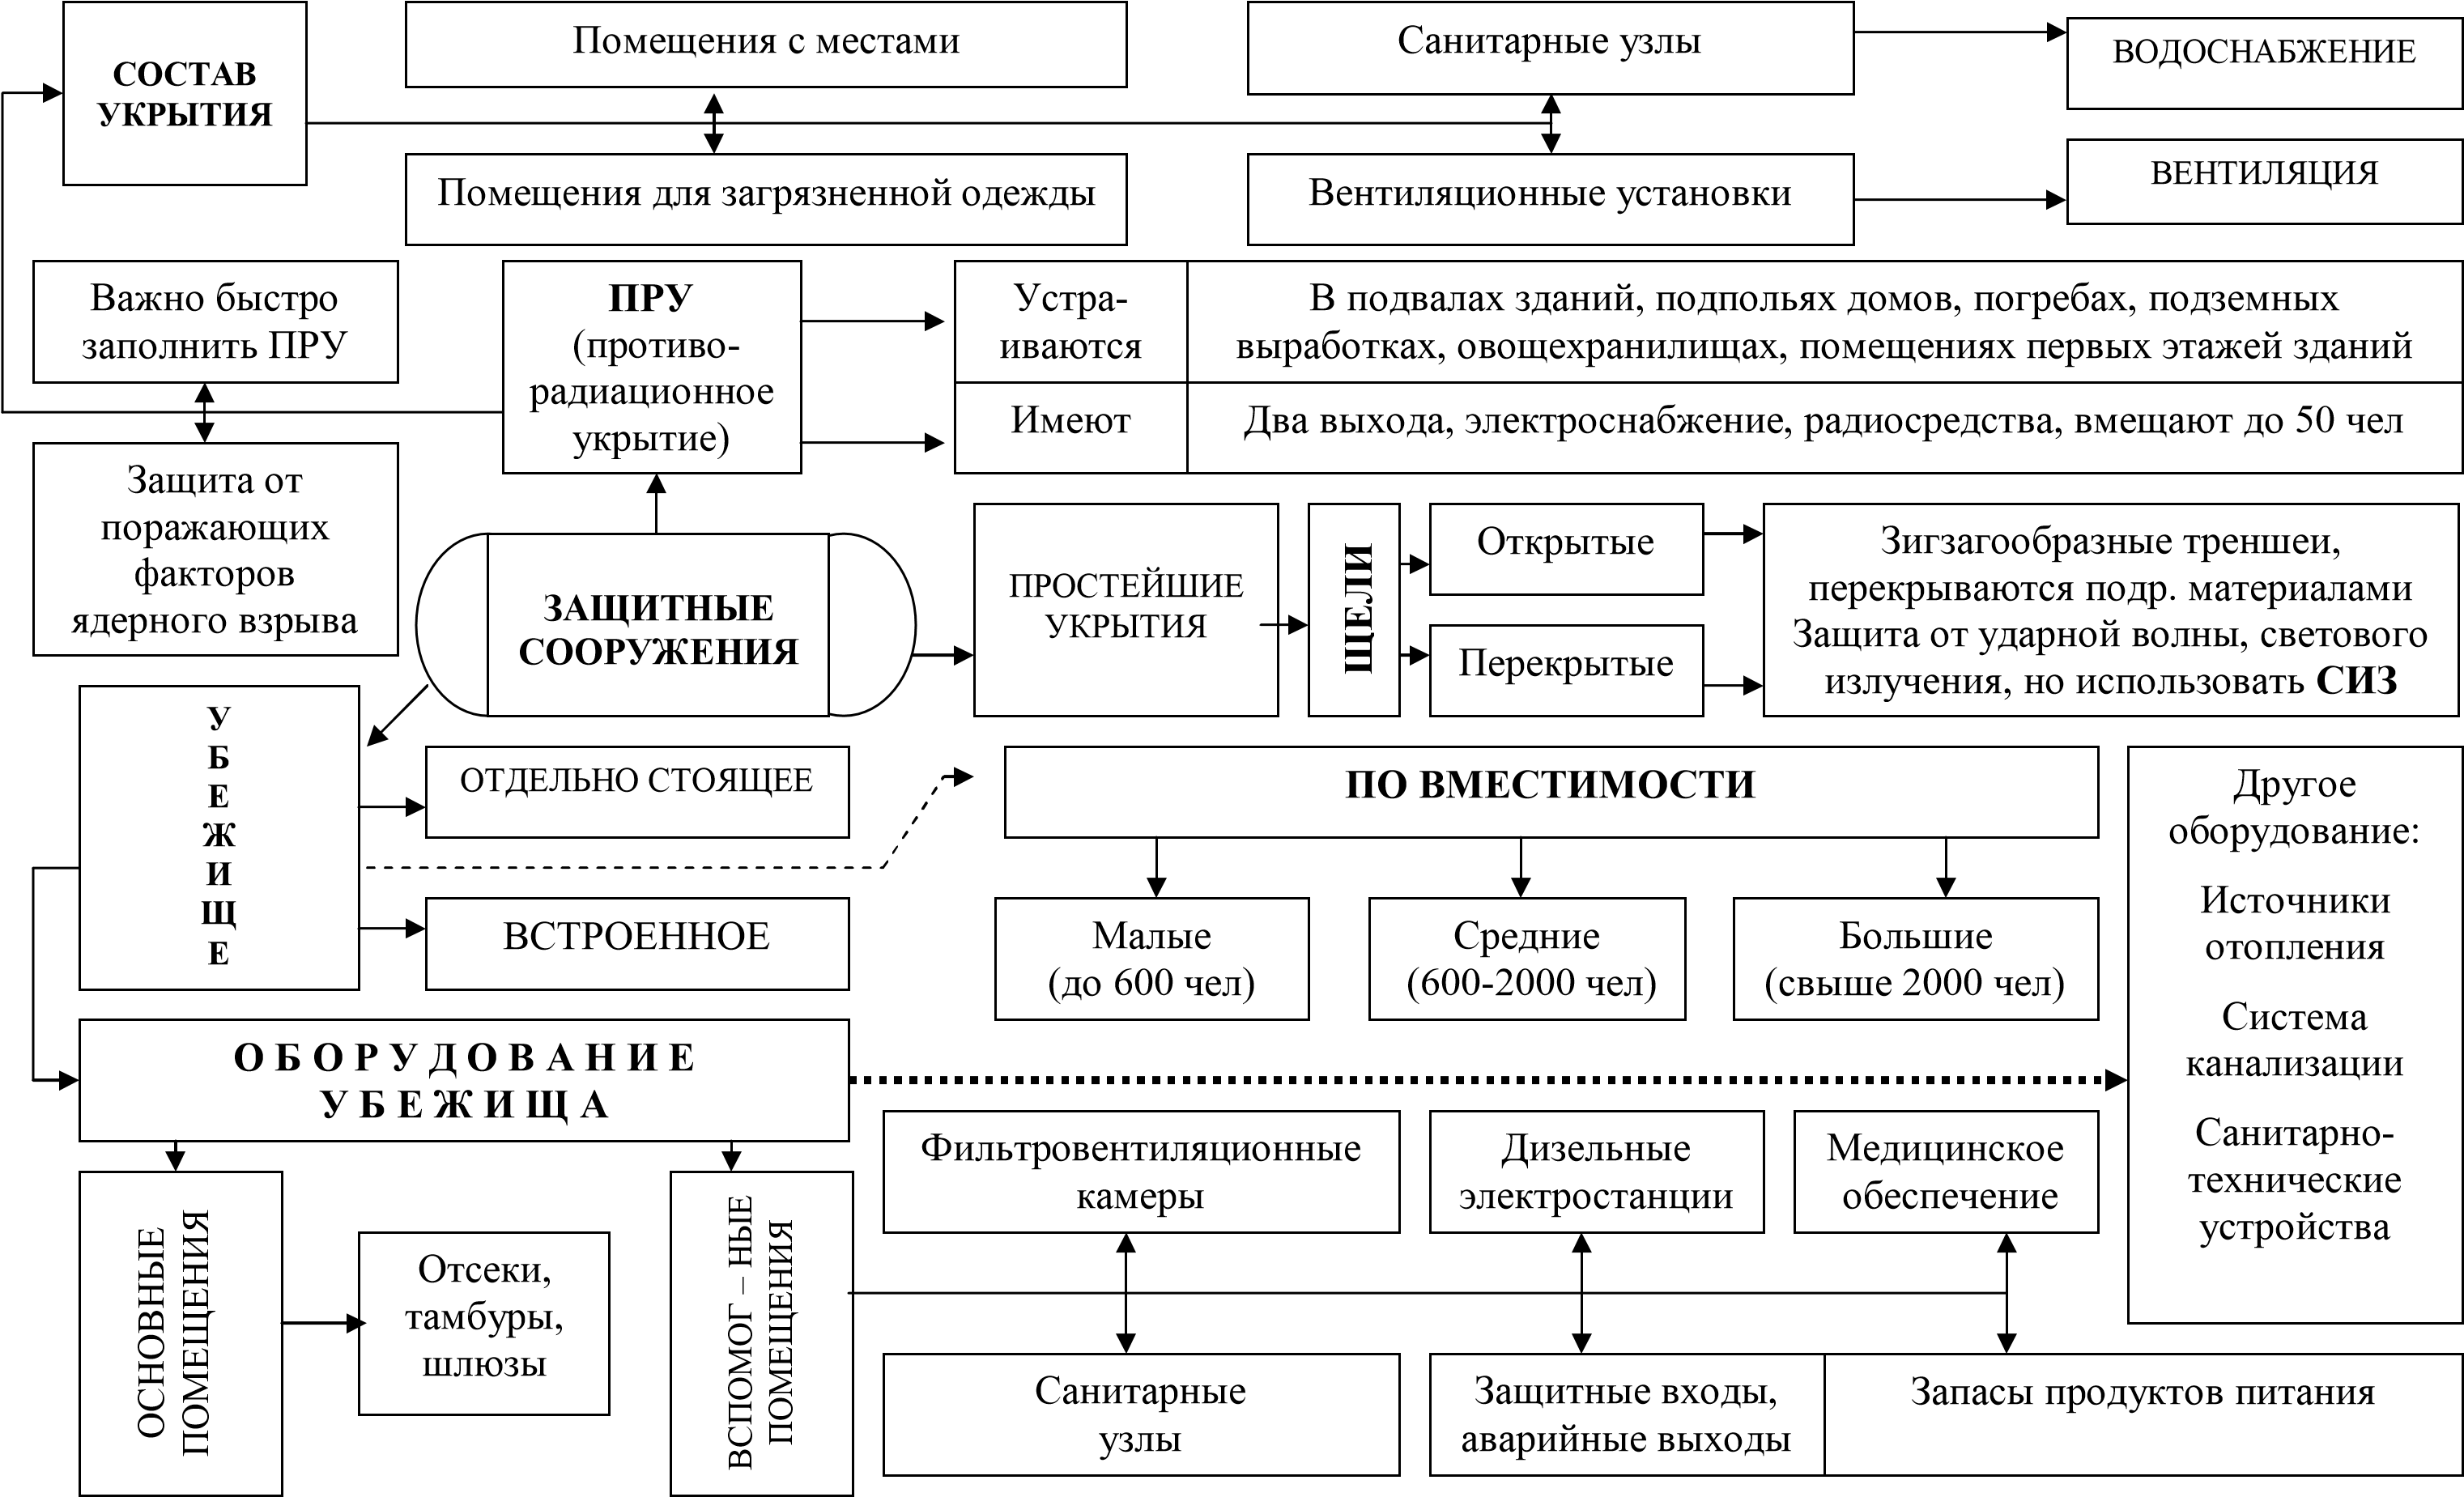 СОСТАВ
УКРЫТИЯ
Помещения с местами
Санитарные узлы
ВОДОСНАБЖЕНИЕ
Помещения для загрязненной одежды
Вентиляционные установки
ВЕНТИЛЯЦИЯ
Важно быстро
заполнить ПРУ
ПРУ
(противо-
радиационное
укрытие)
Устра-
иваются
В подвалах зданий, подпольях домов, погребах, подземных
выработках, овощехранилищах, помещениях первых этажей зданий
Имеют
Два выхода, электроснабжение, радиосредства, вмещают до 50 чел
Защита от
поражающих
факторов
ядерного взрыва
ЗАЩИТНЫЕ
СООРУЖЕНИЯ
ПРОСТЕЙШИЕ
УКРЫТИЯ
ЩЕЛИ
Открытые
Перекрытые
Зигзагообразные треншеи,
перекрываются подр. материалами
Защита от ударной волны, светового
излучения, но использовать СИЗ
У
Б
Е
Ж
И
Щ
Е
ОТДЕЛЬНО СТОЯЩЕЕ
ВСТРОЕННОЕ
ПО ВМЕСТИМОСТИ
Малые
(до 600 чел)
Средние
(600-2000 чел)
Большие
(свыше 2000 чел)
Другое
оборудование:
Источники
отопления
Система
канализации
Санитарно-
технические
устройства
О Б О Р У Д О В А Н И Е
У Б Е Ж И Щ А
ОСНОВНЫЕ
ПОМЕЩЕНИЯ
Отсеки,
тамбуры,
шлюзы
ВСПОМОГ – НЫЕ
ПОМЕЩЕНИЯ
Фильтровентиляционные
камеры
Дизельные
электростанции
Медицинское
обеспечение
Санитарные
узлы
Защитные входы,
аварийные выходы
Запасы продуктов питания